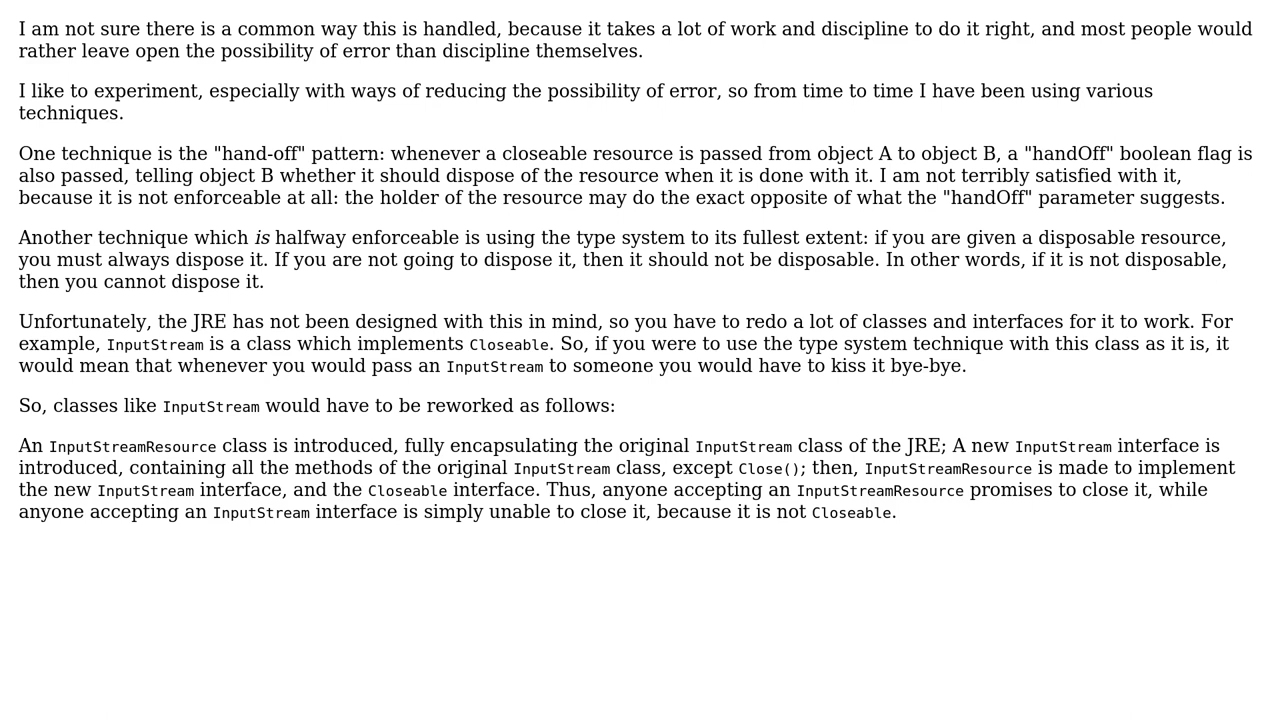 I am not sure there is a common way this is handled, because it takes a lot of work and discipline to do it right, and most people would
rather leave open the possibility of error than discipline themselves.
I like to experiment, especially with ways of reducing the possibility of error, so from time to time I have been using various
techniques.
One technique is the "hand-off" pattern: whenever a closeable resource is passed from object A to object B, a "handOff" boolean flag is
also passed, telling object B whether it should dispose of the resource when it is done with it. I am not terribly satisfied with it,
because it is not enforceable at all: the holder of the resource may do the exact opposite of what the "handOff" parameter suggests.
Another technique which is halfway enforceable is using the type system to its fullest extent: if you are given a disposable resource,
you must always dispose it. If you are not going to dispose it, then it should not be disposable. In other words, if it is not disposable,
then you cannot dispose it.
Unfortunately, the JRE has not been designed with this in mind, so you have to redo a lot of classes and interfaces for it to work. For
example, InputStream is a class which implements Closeable. So, if you were to use the type system technique with this class as it is, it
would mean that whenever you would pass an InputStream to someone you would have to kiss it bye-bye.
So, classes like InputStream would have to be reworked as follows:
An InputStreamResource class is introduced, fully encapsulating the original InputStream class of the JRE; A new InputStream interface is
introduced, containing all the methods of the original InputStream class, except Close(); then, InputStreamResource is made to implement
the new InputStream interface, and the Closeable interface. Thus, anyone accepting an InputStreamResource promises to close it, while
anyone accepting an InputStream interface is simply unable to close it, because it is not Closeable.